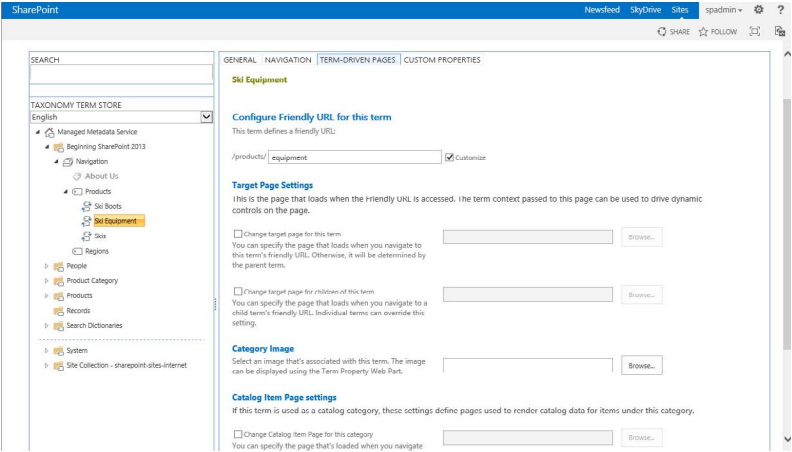 SharePoint
Newsfeed SkyDrive Sites spadmin ?
SHARE FOLLOW
SEARCH
TAXONOMY TERM STORE
English
Managed Metadata Service
Beginning SharePoint 2013
Navigation
About Us
Products
Ski Boots
Ski Equipment
Skis
Regions
People
Product Category
Products
Records
Search Dictionaries
System
Site Collection - sharepoint-sites-internet
GENERAL NAVIGATION TERM-DRIVEN PAGES CUSTOM PROPERTIES
Ski Equipment
Configure Friendly URL for this term
This term defines a friendly URL:
/products/ equipment Customize
Target Page Settings
This is the page that loads when the Friendly URL is accessed. The term context passed to this page can be used to drive dynamic
controls on the page.
Change target page for this term Browse...
You can specify the page that loads when you navigate to
this term's friendly URL. Otherwise, it will be determined by
the parent term.
Change target page for children of this term Browse...
You can specify the page that loads when you navigate to a
child term's friendly URL. Individual terms can override this
setting.
Category Image
Select an image that's associated with this term. The image
can be displayed using the Term Property Web Part. Browse...
Catalog Item Page settings
If this term is used as a catalog category, these settings define pages used to render catalog data for items under this category.
Change Catalog Item Page for this category Browse...
You can specify the page that's loaded when you navigate